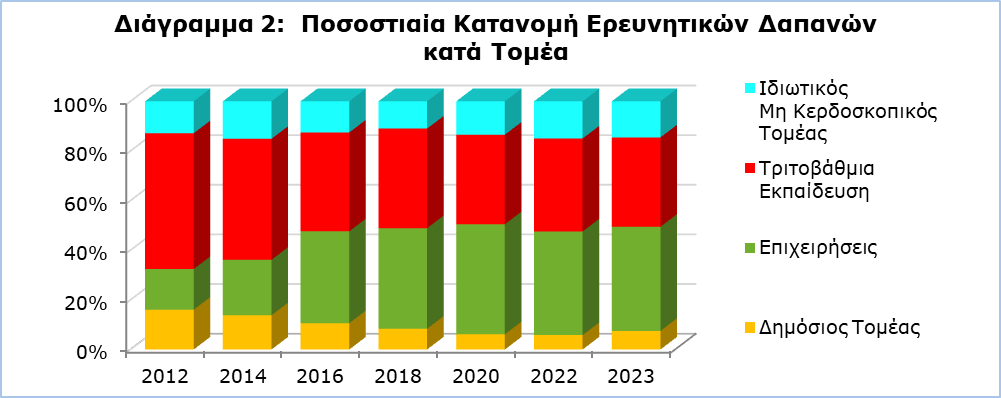 Διάγραμμα 2:  Ποσοστιαία Κατανομή Ερευνητικών Δαπανών
κατά Τομέα
100%
80%
60%
40%
20%
0%
2012 2014 2016 2018 2020 2022 2023
Ιδιωτικός
Μη Κερδοσκοπικός
Τομέας
Τριτοβάθμια
Εκπαίδευση
Επιχειρήσεις
Δημόσιος Τομέας